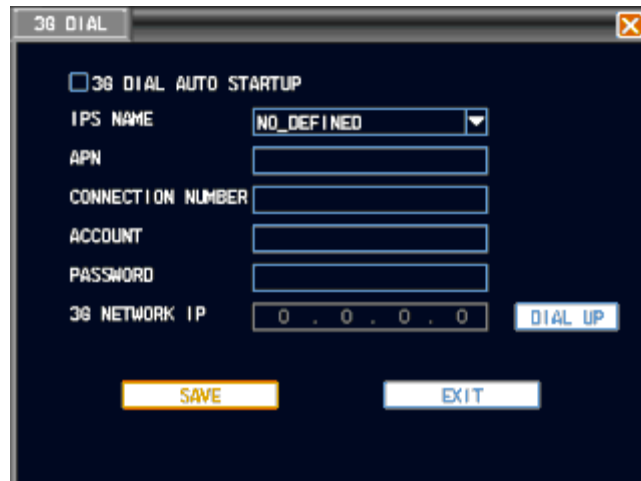 3G DIAL
3G DIAL AUTO STARTUP
IPS NAME NO_DEFINED
APN
CONNECTION NUMBER
ACCOUNT
PASSWORD
3G NETWORK IP 0 . 0 . 0 . 0 DIAL UP
SAVE EXIT